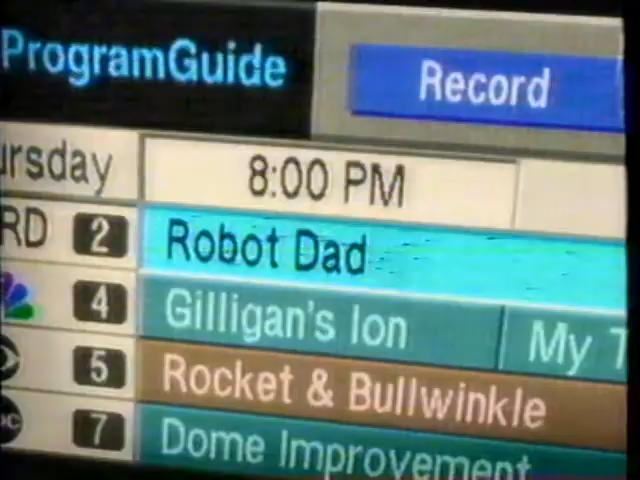 ProgramGuide
Record
ursday
8:00 PM
RD 2 Robot Dad
4 Gilligan's Ion My T
5 Rocket & Bullwinkle
7 Dome Improvement